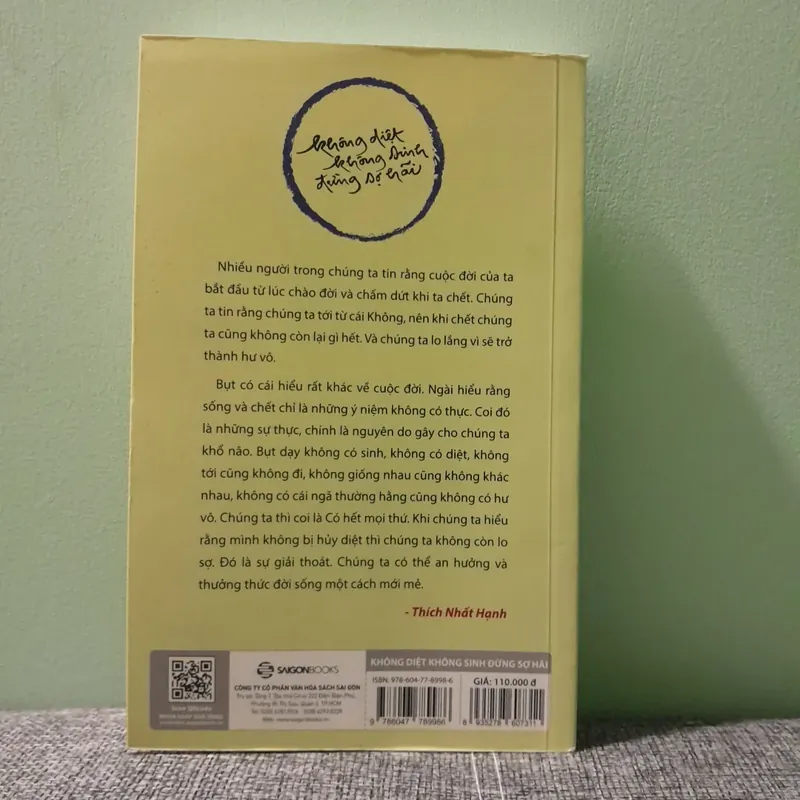 không diệt
không sinh
đừng sợ hãi
Nhiều người trong chúng ta tin rằng cuộc đời của ta
bắt đầu từ lúc chào đời và chấm dứt khi ta chết. Chúng
ta tin rằng chúng ta tới từ cái Không, nên khi chết chúng
ta cũng không còn lại gì hết. Và chúng ta lo lắng vì sẽ trở
thành hư vô.
Bụt có cái hiểu rất khác về cuộc đời. Ngài hiểu rằng
sống và chết chỉ là những ý niệm không có thực. Coi đó
là những sự thực, chính là nguyên do gây cho chúng ta
khổ não. Bụt dạy không có sinh, không có diệt, không
tới cũng không đi, không giống nhau cũng không khác
nhau, không có cái ngã thường hằng cũng không có hư
vô. Chúng ta thì coi là Có hết mọi thứ. Khi chúng ta hiểu
rằng mình không bị hủy diệt thì chúng ta không còn lo
sợ. Đó là sự giải thoát. Chúng ta có thể an hưởng và
thưởng thức đời sống một cách mới mẻ.
- Thích Nhất Hạnh
SAIGONBOOKS
CÔNG TY CỔ PHẦN VĂN HÓA SÁCH SÀI GÒN
KHÔNG DIỆT KHÔNG SINH ĐỪNG SỢ HÃI
ISBN: 978-604-77-8998-6
GIÁ: 110.000 đ
9 786047 789986
8 935278 607311